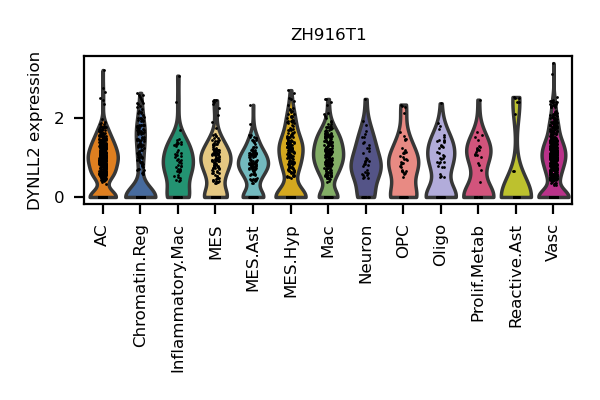 ZH916T1
DYNLL2 expression
2
0
AC
Chromatin.Reg
Inflammatory.Mac
MES
MES.Ast
MES.Hyp
Mac
Neuron
OPC
Oligo
Prolif.Metab
Reactive.Ast
Vasc